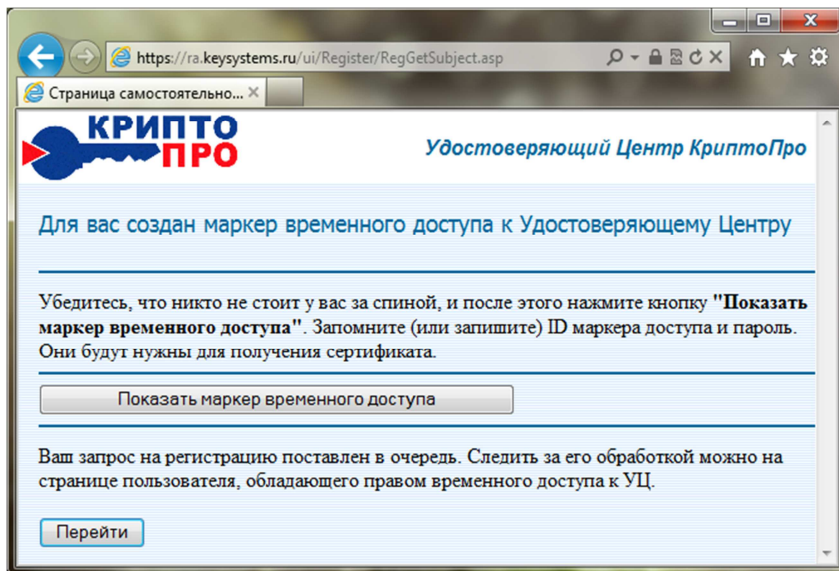 https://ra.keysystems.ru/ui/Register/RegGetSubject.asp
Страница самостоятельно...
КРИПТО
ПРО
Удостоверяющий Центр КриптоПро
Для вас создан маркер временного доступа к Удостоверяющему Центру
Убедитесь, что никто не стоит у вас за спиной, и после этого нажмите кнопку "Показать
маркер временного доступа". Запомните (или запишите) ID маркера доступа и пароль.
Они будут нужны для получения сертификата.
Показать маркер временного доступа
Ваш запрос на регистрацию поставлен в очередь. Следить за его обработкой можно на
странице пользователя, обладающего правом временного доступа к УЦ.
Перейти